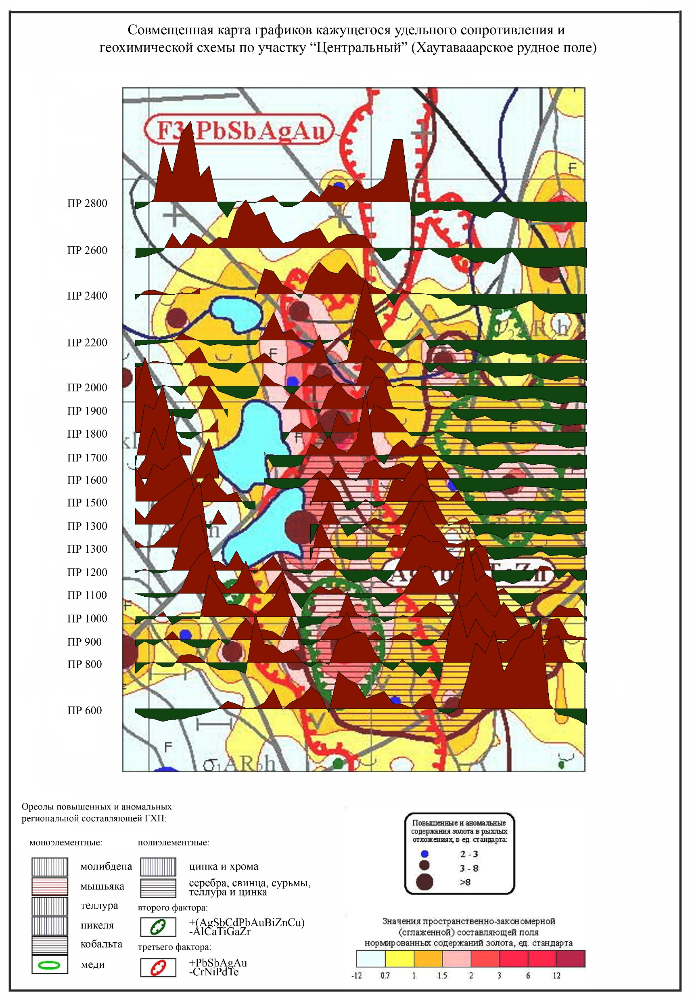 Совмещенная карта графиков кажущегося удельного сопротивления и
геохимической схемы по участку “Центральный” (Хаутавааарское рудное поле)
F3 PbSbAgAu
F
ПР 2800
ПР 2600
ПР 2400
ПР 2200
F
ПР 2000
ПР 1900
ПР 1800
F
F
ПР 1700
ПР 1600
ПР 1500
ПР 1300
ПР 1300
ПР 1200
ПР 1100
ПР 1000
F
ПР 900
ПР 800
ПР 600
F
σ₁AR₂h
Ореолы повышенных и аномальных
региональной составляющей ГХП:
моноэлементные:
молибдена
мышьяка
теллура
никеля
кобальта
меди
полиэлементные:
цинка и хрома
серебра, свинца, сурьмы,
теллура и цинка
второго фактора:
+(AgSbCdPbAuBiZnCu)
-AlCaTiGaZr
третьего фактора:
+PbSbAgAu
-CrNiPdTe
Повышенные и аномальные
содержания золота в рыхлых
отложениях, в ед. стандарта:
2 - 3
3 - 8
>8
Значения пространственно-закономерной
(сглаженной) составляющей поля
нормированных содержаний золота, ед. стандарта
-12 0.7 1 1.5 2 3 6 12